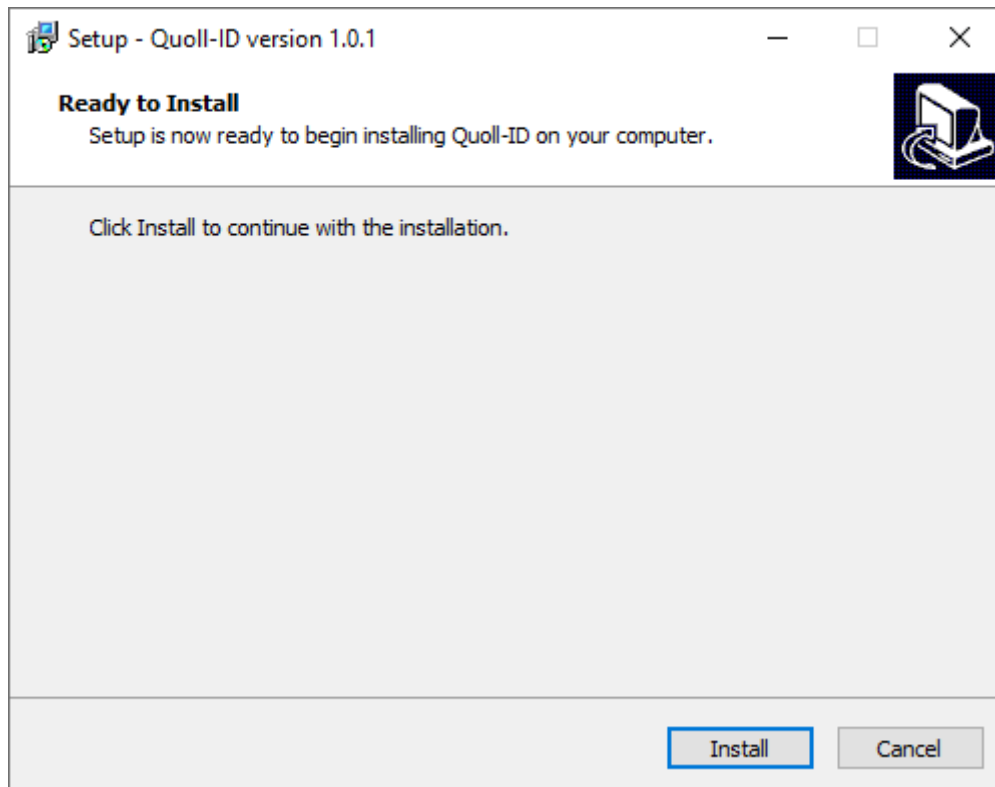 Setup - Quoll-ID version 1.0.1
Ready to Install
Setup is now ready to begin installing Quoll-ID on your computer.
Click Install to continue with the installation.
Install
Cancel